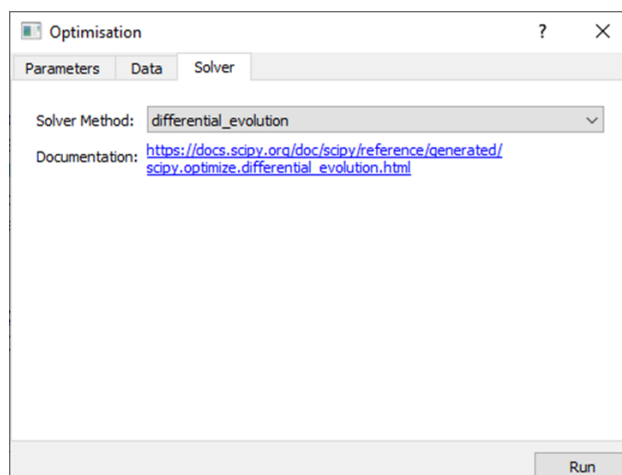 Optimisation
?
Parameters Data Solver
Solver Method: differential_evolution
Documentation: https://docs.scipy.org/doc/scipy/reference/generated/
scipy.optimize.differential_evolution.html
Run